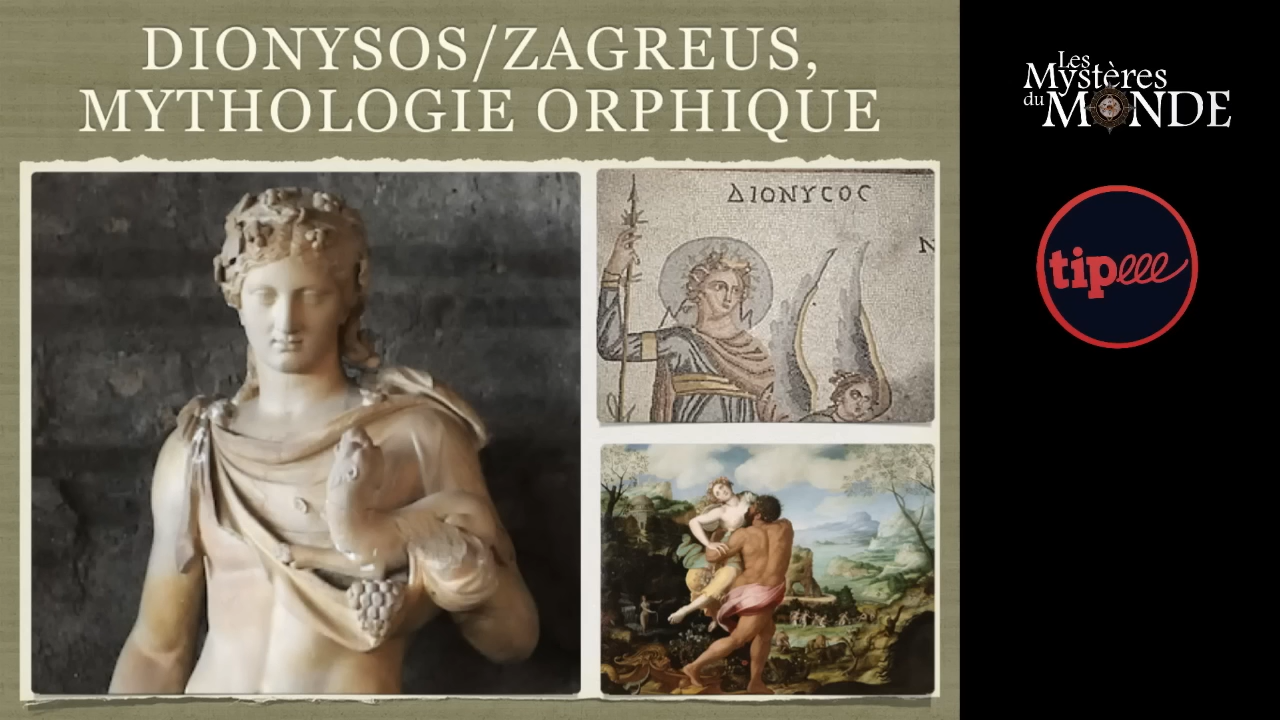 DIONYSOS/ZAGREUS,
MYTHOLOGIE ORPHIQUE
ΔΙΟΝΥϹΟϹ
N
Les
Mystères
du MONDE
tipeee